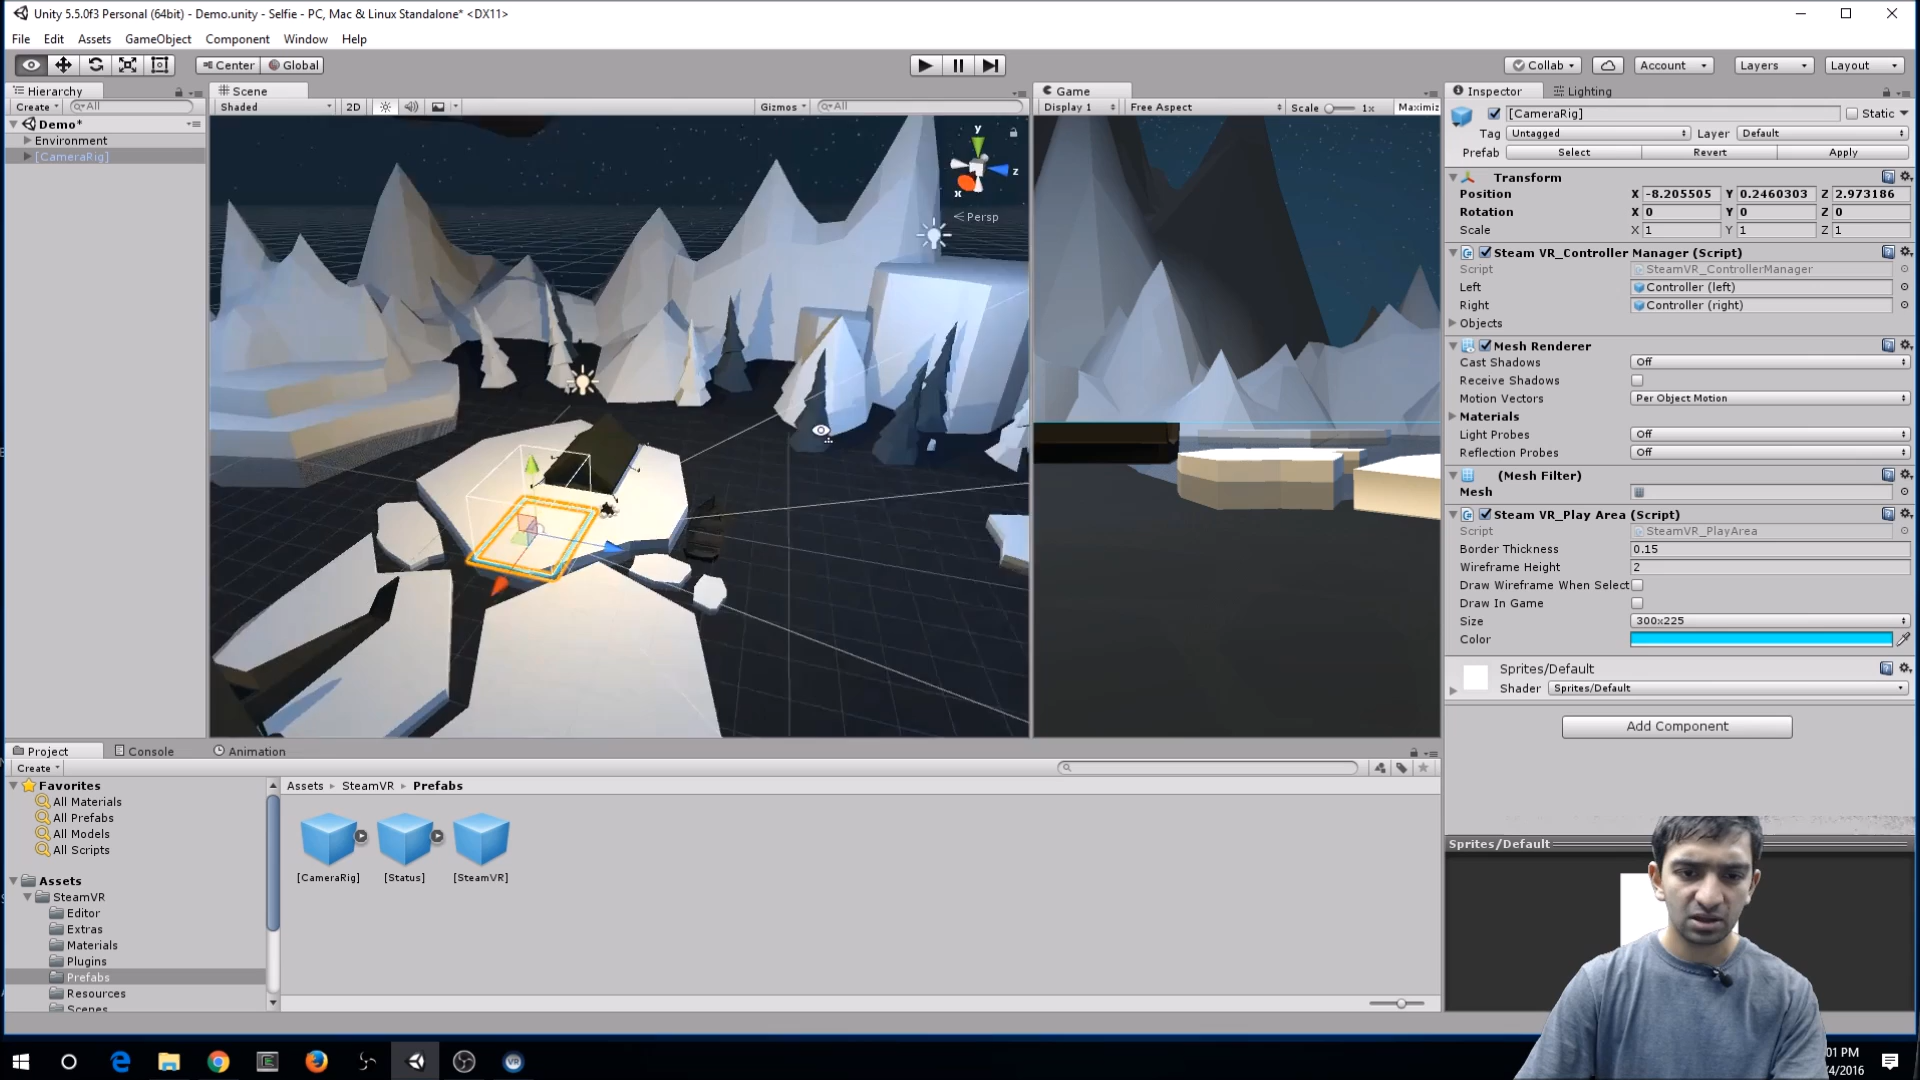 Unity 5.5.0f3 Personal (64bit) - Demo.unity - Selfie - PC, Mac & Linux Standalone* <DX11>
File Edit Assets GameObject Component Window Help
Center Global
Collab Account Layers Layout
Hierarchy
Create All
Demo*
Environment
[CameraRig]
Scene
Shaded 2D Gizmos All
y
z
x
Persp
Game
Display 1 Free Aspect Scale 1x Maximiz
Inspector Lighting
[CameraRig] Static
Tag Untagged Layer Default
Prefab Select Revert Apply
Transform
Position X -8.205505 Y 0.2460303 Z 2.973186
Rotation X 0 Y 0 Z 0
Scale X 1 Y 1 Z 1
Steam VR_Controller Manager (Script)
Script SteamVR_ControllerManager
Left Controller (left)
Right Controller (right)
Objects
Mesh Renderer
Cast Shadows Off
Receive Shadows
Motion Vectors Per Object Motion
Materials
Light Probes Off
Reflection Probes Off
(Mesh Filter)
Mesh
Steam VR_Play Area (Script)
Script SteamVR_PlayArea
Border Thickness 0.15
Wireframe Height 2
Draw Wireframe When Select
Draw In Game
Size 300x225
Color
Sprites/Default
Shader Sprites/Default
Add Component
Sprites/Default
Project Console Animation
Create
Favorites
All Materials
All Prefabs
All Models
All Scripts
Assets
SteamVR
Editor
Extras
Materials
Plugins
Prefabs
Resources
Scenes
Assets SteamVR Prefabs
[CameraRig] [Status] [SteamVR]
01 PM
/4/2016